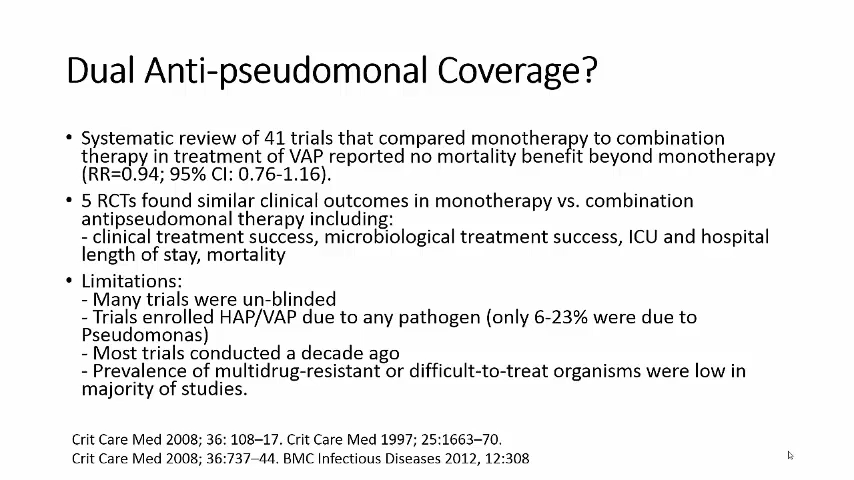 Dual Anti-pseudomonal Coverage?
• Systematic review of 41 trials that compared monotherapy to combination
therapy in treatment of VAP reported no mortality benefit beyond monotherapy
(RR=0.94; 95% CI: 0.76-1.16).
• 5 RCTs found similar clinical outcomes in monotherapy vs. combination
antipseudomonal therapy including:
- clinical treatment success, microbiological treatment success, ICU and hospital
length of stay, mortality
• Limitations:
- Many trials were un-blinded
- Trials enrolled HAP/VAP due to any pathogen (only 6-23% were due to
Pseudomonas)
- Most trials conducted a decade ago
- Prevalence of multidrug-resistant or difficult-to-treat organisms were low in
majority of studies.
Crit Care Med 2008; 36: 108–17. Crit Care Med 1997; 25:1663–70.
Crit Care Med 2008; 36:737–44. BMC Infectious Diseases 2012, 12:308